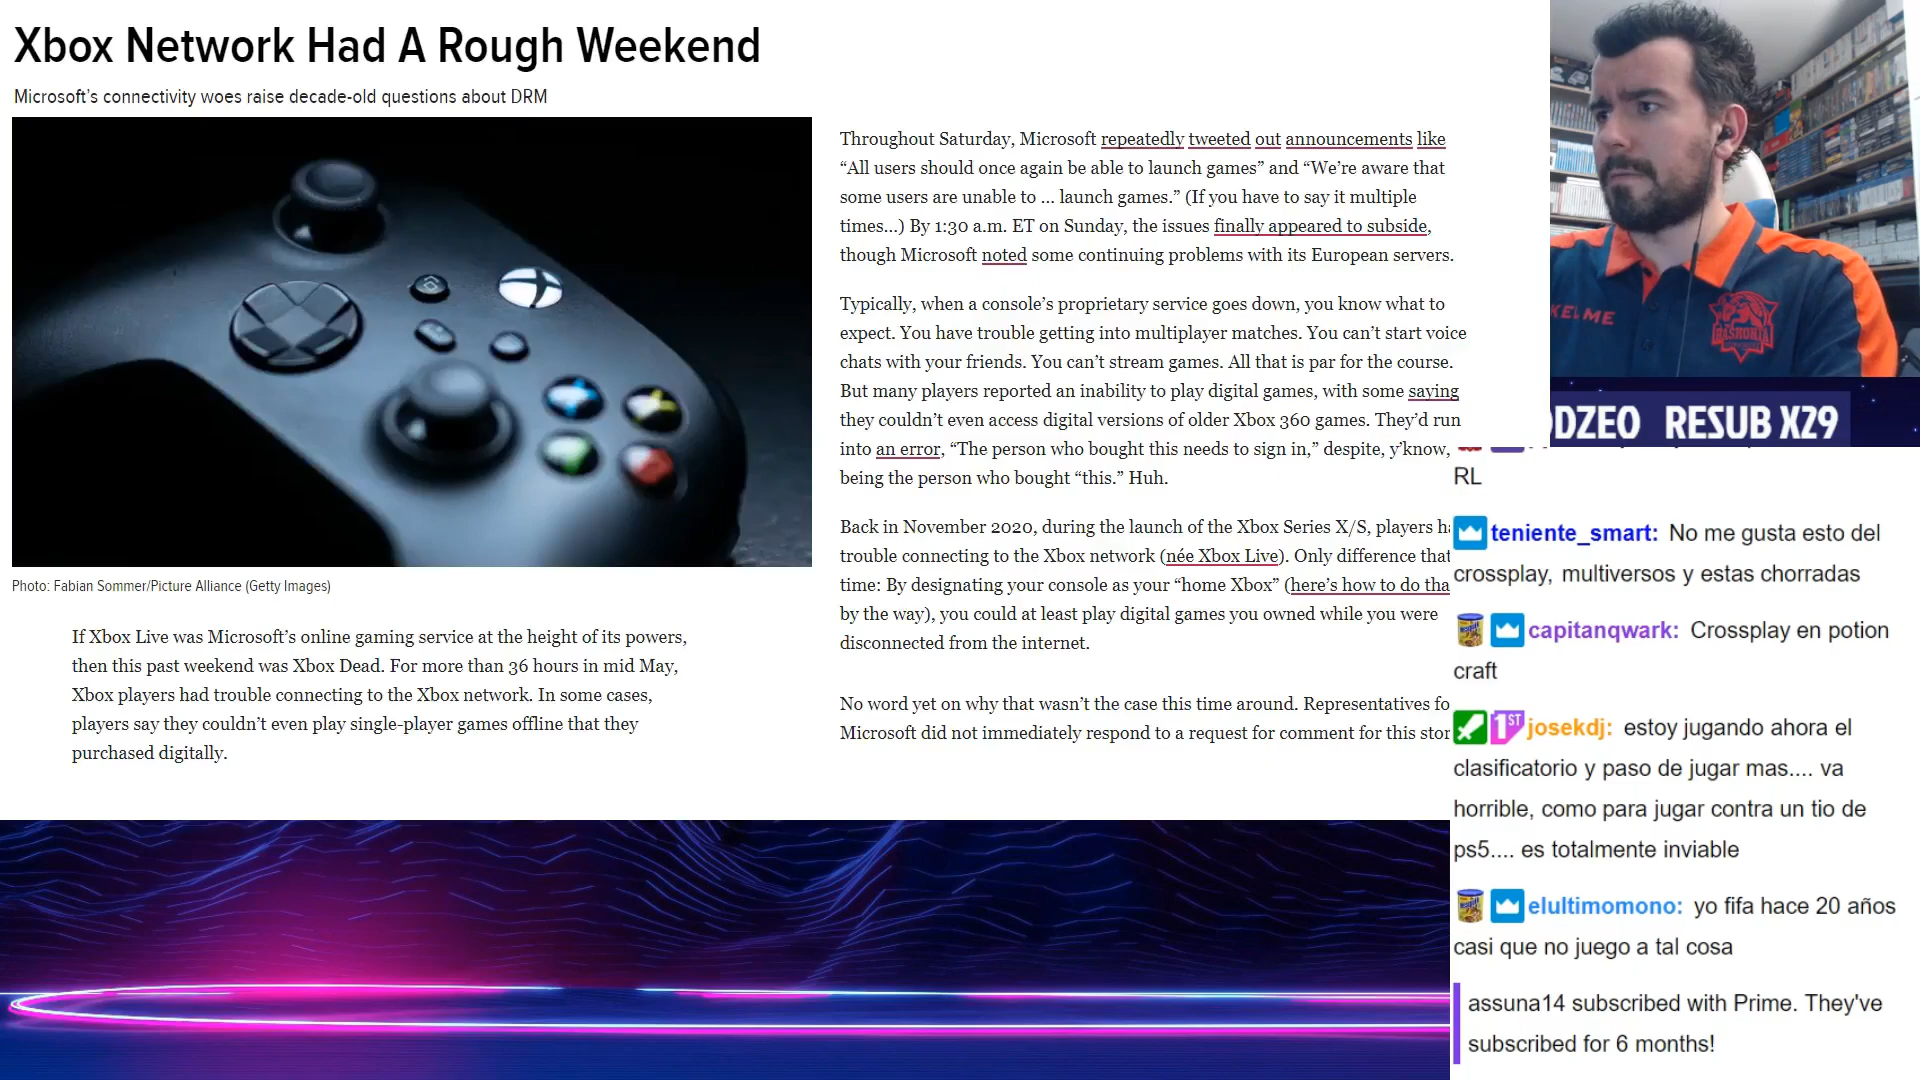 Xbox Network Had A Rough Weekend
Microsoft's connectivity woes raise decade-old questions about DRM
Photo: Fabian Sommer/Picture Alliance (Getty Images)
If Xbox Live was Microsoft's online gaming service at the height of its powers,
then this past weekend was Xbox Dead. For more than 36 hours in mid May,
Xbox players had trouble connecting to the Xbox network. In some cases,
players say they couldn't even play single-player games offline that they
purchased digitally.
Throughout Saturday, Microsoft repeatedly tweeted out announcements like
“All users should once again be able to launch games” and “We're aware that
some users are unable to ... launch games.” (If you have to say it multiple
times...) By 1:30 a.m. ET on Sunday, the issues finally appeared to subside,
though Microsoft noted some continuing problems with its European servers.
Typically, when a console's proprietary service goes down, you know what to
expect. You have trouble getting into multiplayer matches. You can't start voice
chats with your friends. You can't stream games. All that is par for the course.
But many players reported an inability to play digital games, with some saying
they couldn't even access digital versions of older Xbox 360 games. They'd run
into an error, “The person who bought this needs to sign in,” despite, y'know,
being the person who bought “this.” Huh.
Back in November 2020, during the launch of the Xbox Series X/S, players
trouble connecting to the Xbox network (née Xbox Live). Only difference that
time: By designating your console as your “home Xbox” (here's how to do tha
by the way), you could at least play digital games you owned while you were
disconnected from the internet.
No word yet on why that wasn't the case this time around. Representatives fo
Microsoft did not immediately respond to a request for comment for this stor
KELME
BASKONIA
DZEO RESUB X29
RL
teniente_smart: No me gusta esto del
crossplay, multiversos y estas chorradas
capitanqwark: Crossplay en potion
craft
1ST josekdj: estoy jugando ahora el
clasificatorio y paso de jugar mas.... va
horrible, como para jugar contra un tio de
ps5.... es totalmente inviable
elultimomono: yo fifa hace 20 años
casi que no juego a tal cosa
assuna14 subscribed with Prime. They've
subscribed for 6 months!